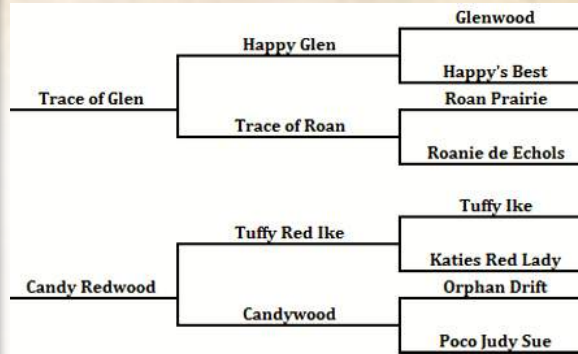 Glenwood
Happy Glen
Happy's Best
Trace of Glen
Roan Prairie
Trace of Roan
Roanie de Echols
Tuffy Ike
Tuffy Red Ike
Katies Red Lady
Candy Redwood
Orphan Drift
Candywood
Poco Judy Sue